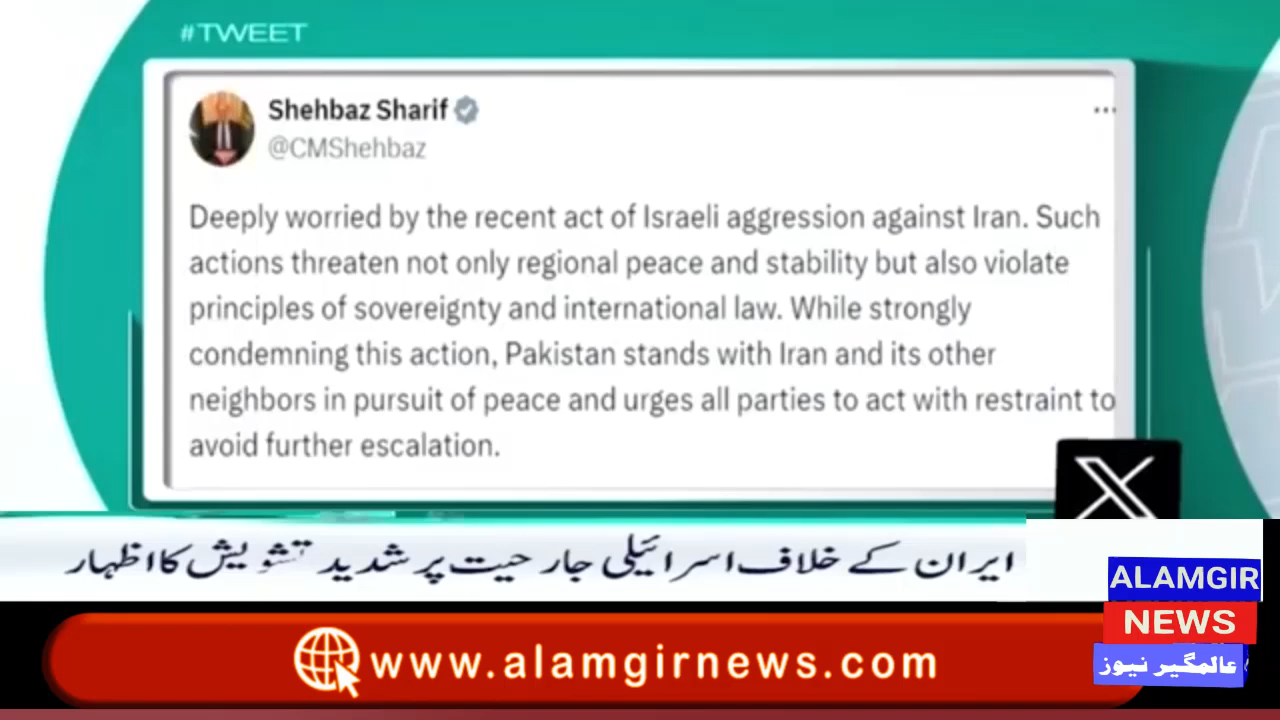 #TWEET
Shehbaz Sharif
@CMShehbaz
Deeply worried by the recent act of Israeli aggression against Iran. Such
actions threaten not only regional peace and stability but also violate
principles of sovereignty and international law. While strongly
condemning this action, Pakistan stands with Iran and its other
neighbors in pursuit of peace and urges all parties to act with restraint to
avoid further escalation.
ایران کے خلاف اسرائیلی جارحیت پر شدید تشویش کا اظہار
ALAMGIR
NEWS
عالمگیر نیوز
www.alamgirnews.com